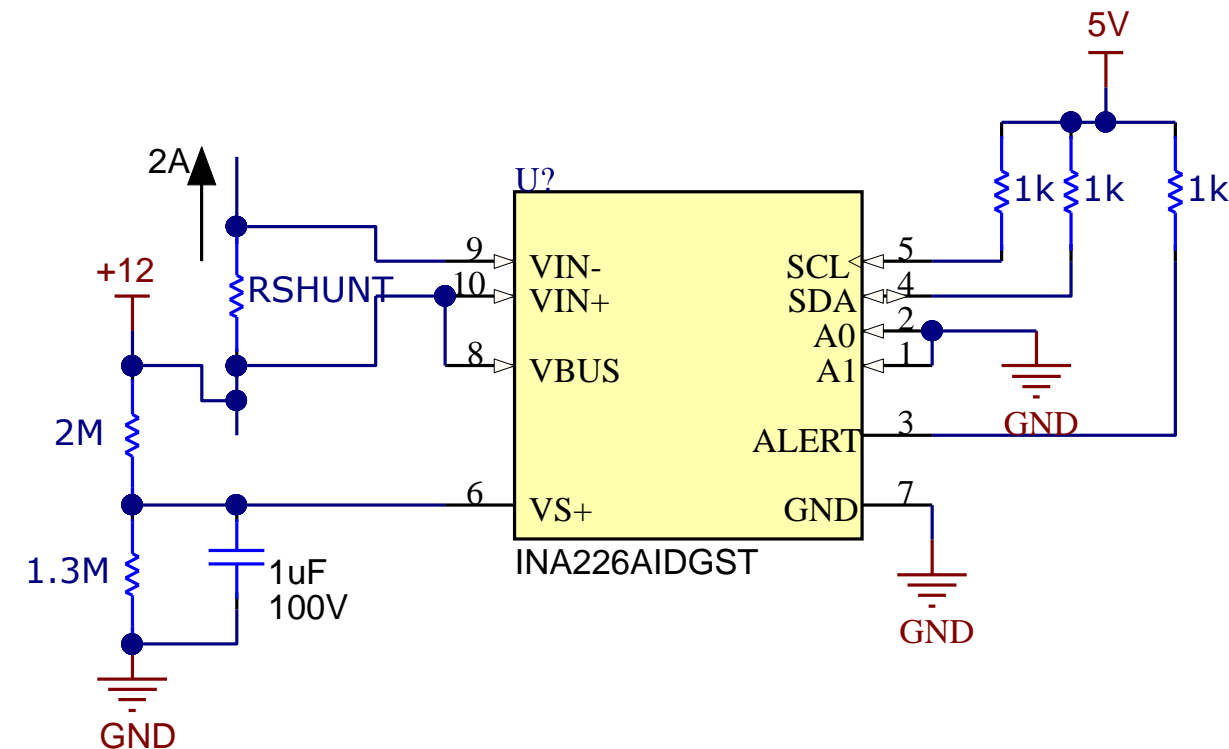 5V
2A
U?
1k
1k
1k
9
VIN-
SCL
5
+12
RSHUNT
10
VIN+
SDA
4
A0
2
8
VBUS
A1
1
GND
2M
ALERT
3
6
VS+
GND
7
INA226AIDGST
1.3M
1uF
100V
GND
GND